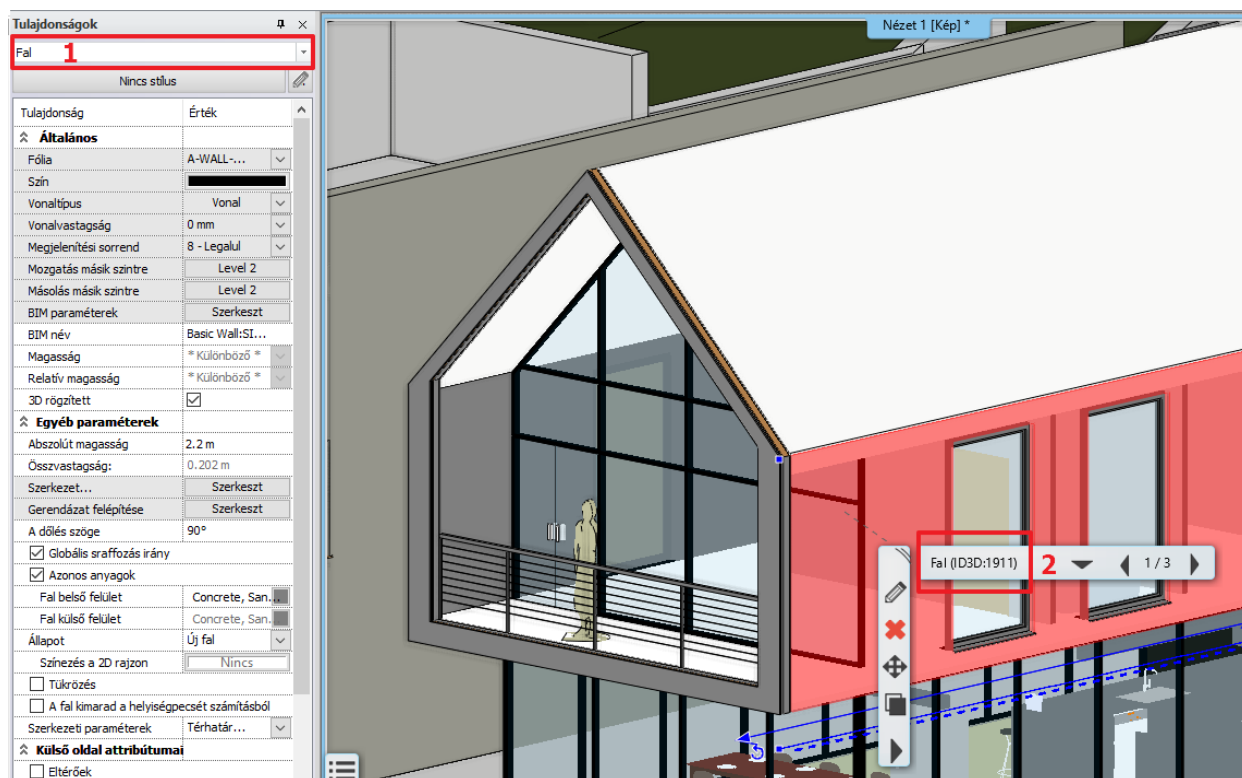 Tulajdonságok
Fal 1
Nincs stílus
Tulajdonság Érték
Általános
Fólia A-WALL-...
Szín
Vonaltípus Vonal
Vonalvastagság 0 mm
Megjelenítési sorrend 8 - Legalul
Mozgatás másik szintre Level 2
Másolás másik szintre Level 2
BIM paraméterek Szerkeszt
BIM név Basic Wall:SI...
Magasság * Különböző *
Relatív magasság * Különböző *
3D rögzített
Egyéb paraméterek
Abszolút magasság 2.2 m
Összvastagság: 0.202 m
Szerkezet... Szerkeszt
Gerendázat felépítése Szerkeszt
A dőlés szöge 90°
Globális sraffozás irány
Azonos anyagok
Fal belső felület Concrete, San...
Fal külső felület Concrete, San...
Állapot Új fal
Színezés a 2D rajzon Nincs
Tükrözés
A fal kimarad a helyiségpecsét számításból
Szerkezeti paraméterek Térhatár...
Külső oldal attribútumai
Eltérőek
Nézet 1 [Kép] *
Fal (ID3D:1911) 2 1 / 3